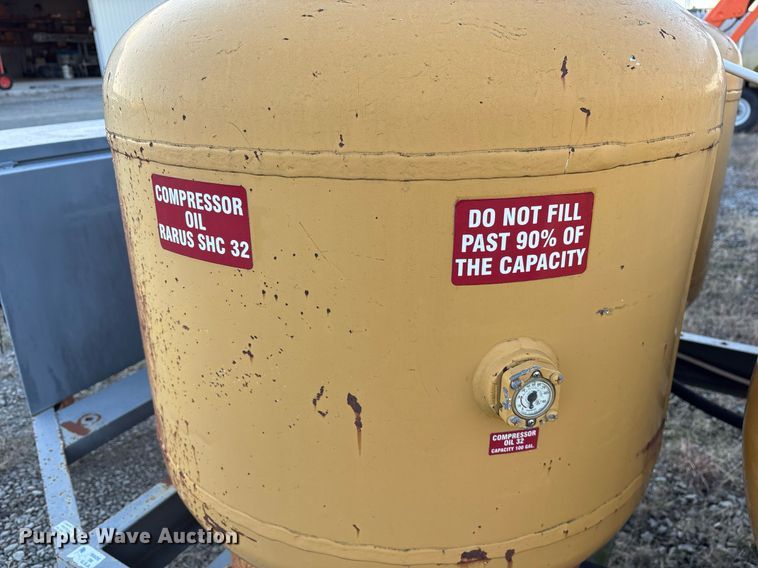 COMPRESSOR
OIL
RARUS SHC 32
DO NOT FILL
PAST 90% OF
THE CAPACITY
COMPRESSOR
OIL 32
CAPACITY 100 GAL.
Purple Wave Auction